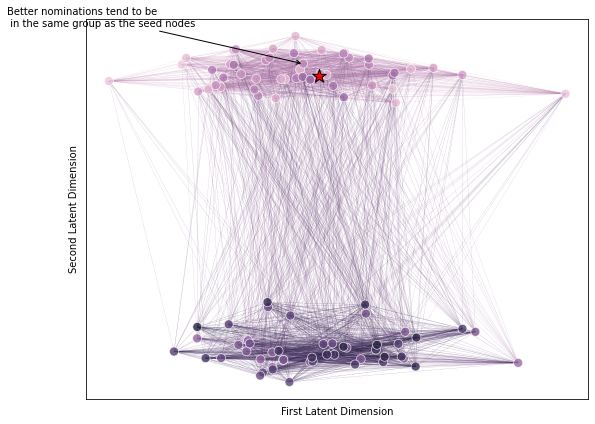 Better nominations tend to be
in the same group as the seed nodes
Second Latent Dimension
First Latent Dimension